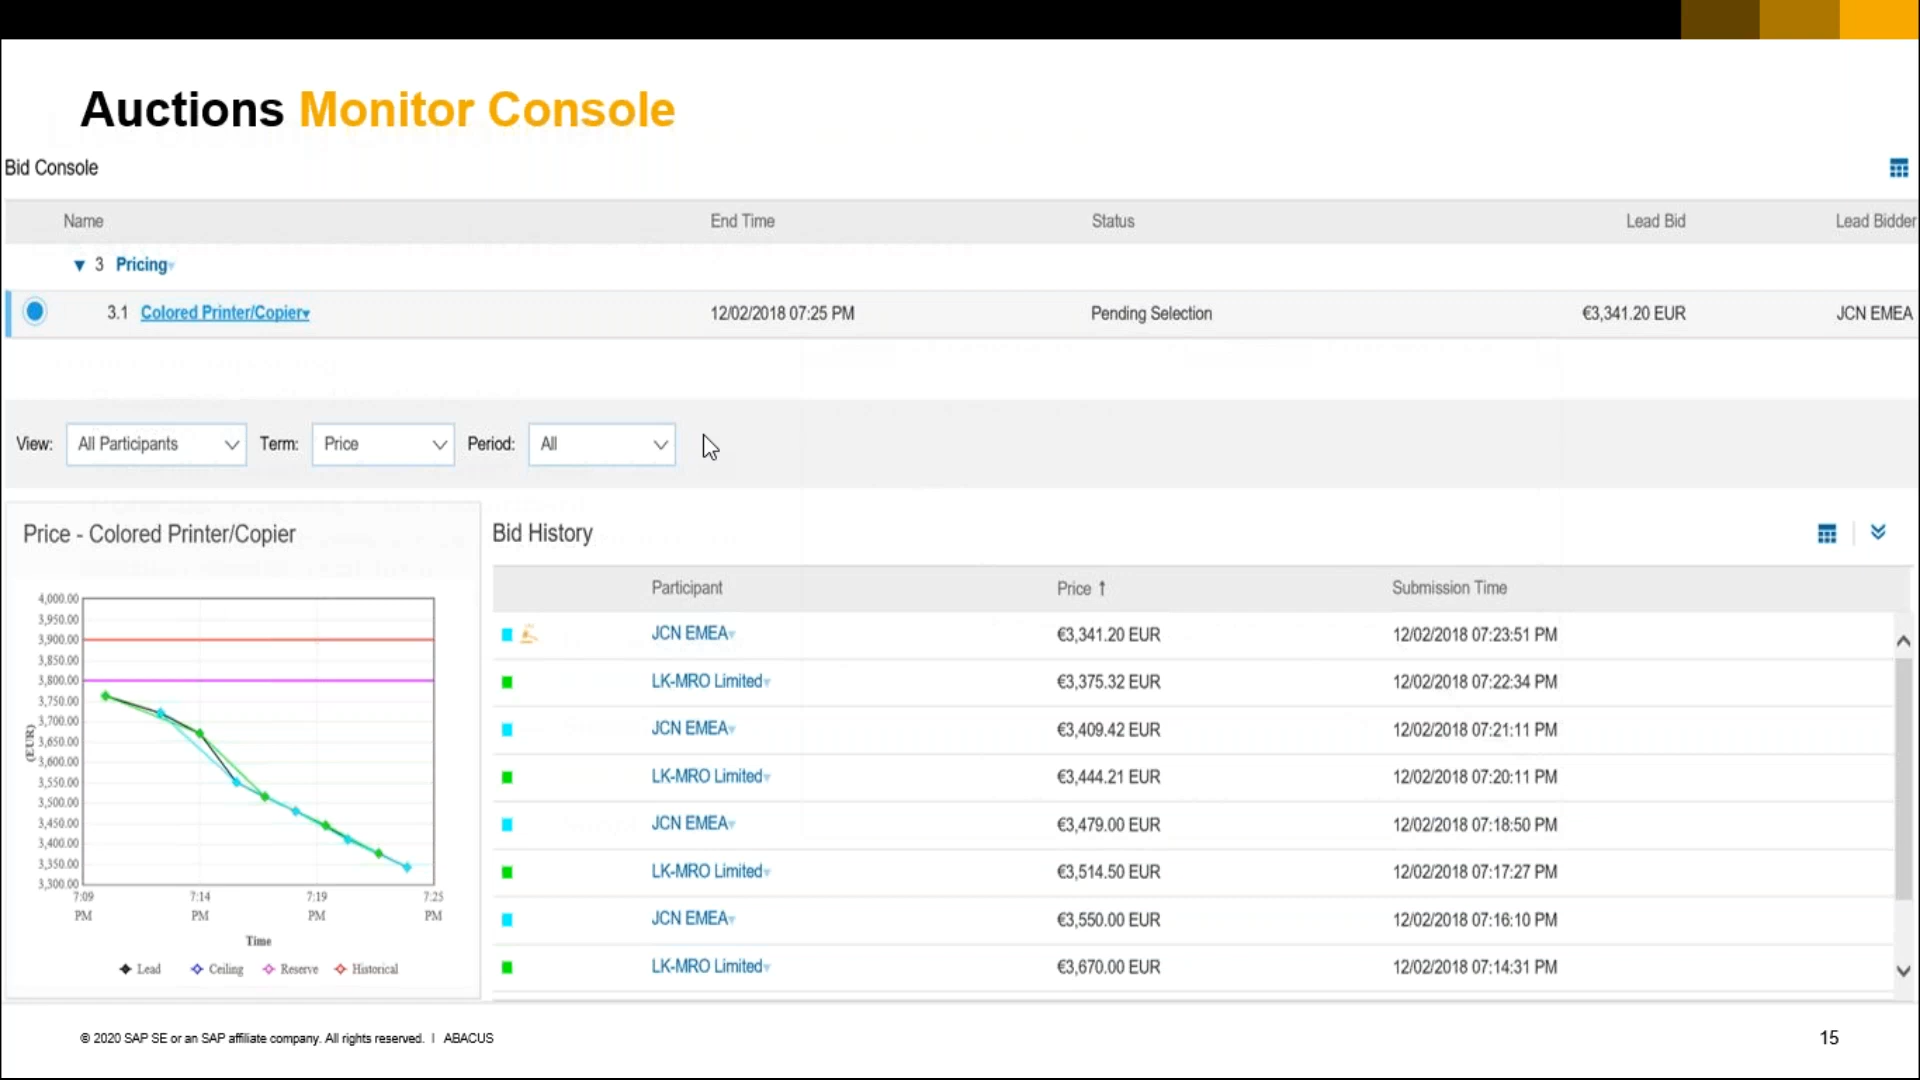 Auctions Monitor Console
Bid Console
Name End Time Status Lead Bid Lead Bidder
3 Pricing
3.1 Colored Printer/Copier 12/02/2018 07:25 PM Pending Selection €3,341.20 EUR JCN EMEA
View: All Participants Term: Price Period: All
Price - Colored Printer/Copier
4,000.00
3,950.00
3,900.00
3,850.00
3,800.00
3,750.00
3,700.00
3,650.00
3,600.00
3,550.00
3,500.00
3,450.00
3,400.00
3,350.00
3,300.00
(EUR)
7:09 PM 7:14 PM 7:19 PM 7:25 PM
Time
Lead Ceiling Reserve Historical
Bid History
Participant Price ↑ Submission Time
JCN EMEA €3,341.20 EUR 12/02/2018 07:23:51 PM
LK-MRO Limited €3,375.32 EUR 12/02/2018 07:22:34 PM
JCN EMEA €3,409.42 EUR 12/02/2018 07:21:11 PM
LK-MRO Limited €3,444.21 EUR 12/02/2018 07:20:11 PM
JCN EMEA €3,479.00 EUR 12/02/2018 07:18:50 PM
LK-MRO Limited €3,514.50 EUR 12/02/2018 07:17:27 PM
JCN EMEA €3,550.00 EUR 12/02/2018 07:16:10 PM
LK-MRO Limited €3,670.00 EUR 12/02/2018 07:14:31 PM
© 2020 SAP SE or an SAP affiliate company. All rights reserved. I ABACUS
15